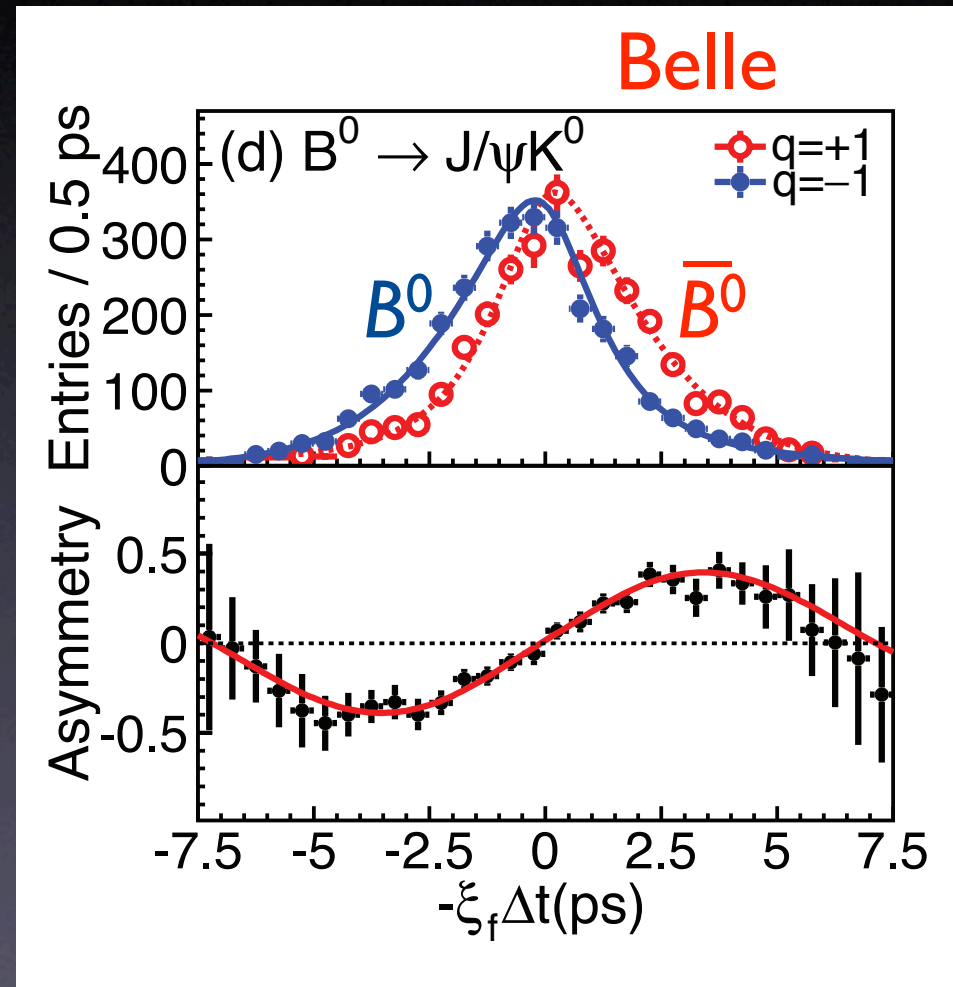 Belle
(d) B⁰ → J/ψK⁰
q=+1
q=−1
B⁰
B̅⁰
Entries / 0.5 ps
400
300
200
100
0
Asymmetry
0.5
0
-0.5
-7.5 -5 -2.5 0 2.5 5 7.5
-ξ_fΔt(ps)